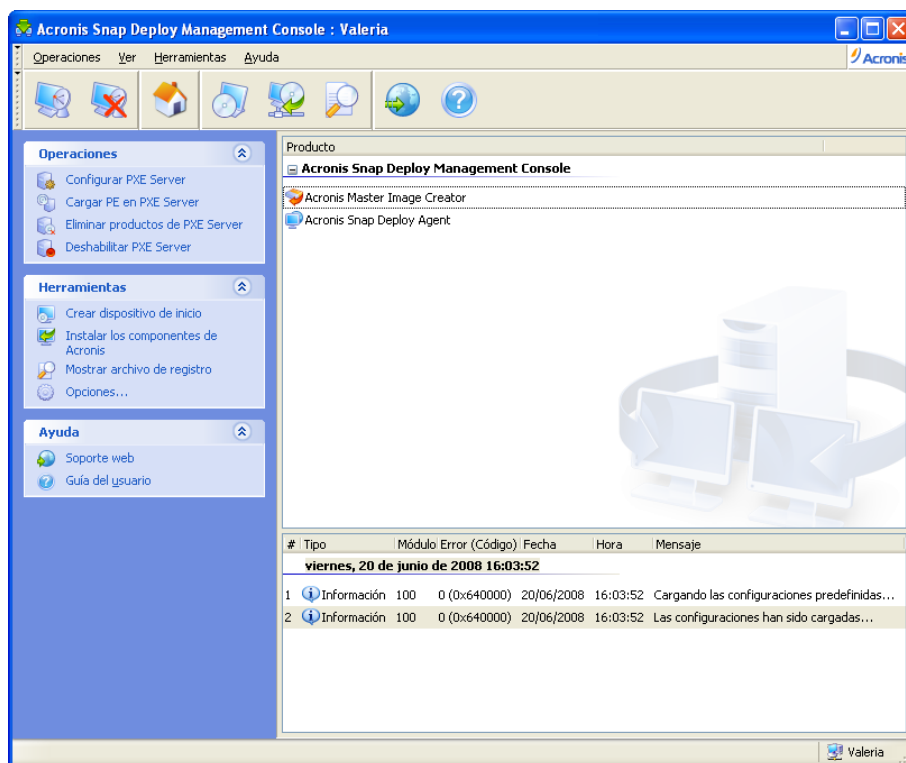 Acronis Snap Deploy Management Console : Valeria
Operaciones Ver Herramientas Ayuda
Acronis
Operaciones
Configurar PXE Server
Cargar PE en PXE Server
Eliminar productos de PXE Server
Deshabilitar PXE Server
Herramientas
Crear dispositivo de inicio
Instalar los componentes de
Acronis
Mostrar archivo de registro
Opciones...
Ayuda
Soporte web
Guía del usuario
Producto
Acronis Snap Deploy Management Console
Acronis Master Image Creator
Acronis Snap Deploy Agent
# Tipo Módulo Error (Código) Fecha Hora Mensaje
viernes, 20 de junio de 2008 16:03:52
1 Información 100 0 (0x640000) 20/06/2008 16:03:52 Cargando las configuraciones predefinidas...
2 Información 100 0 (0x640000) 20/06/2008 16:03:52 Las configuraciones han sido cargadas...
Valeria